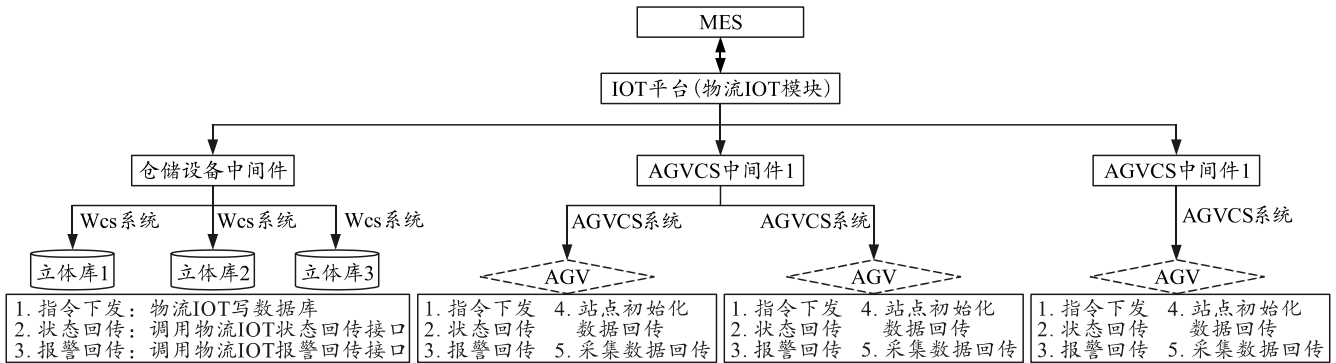 MES
IOT平台(物流IOT模块)
仓储设备中间件
AGVCS中间件1
AGVCS中间件1
Wcs系统
Wcs系统
Wcs系统
AGVCS系统
AGVCS系统
AGVCS系统
立体库1
立体库2
立体库3
AGV
AGV
AGV
1. 指令下发：物流IOT写数据库
2. 状态回传：调用物流IOT状态回传接口
3. 报警回传：调用物流IOT报警回传接口
1. 指令下发
2. 状态回传
3. 报警回传
4. 站点初始化
数据回传
5. 采集数据回传
1. 指令下发
2. 状态回传
3. 报警回传
4. 站点初始化
数据回传
5. 采集数据回传
1. 指令下发
2. 状态回传
3. 报警回传
4. 站点初始化
数据回传
5. 采集数据回传